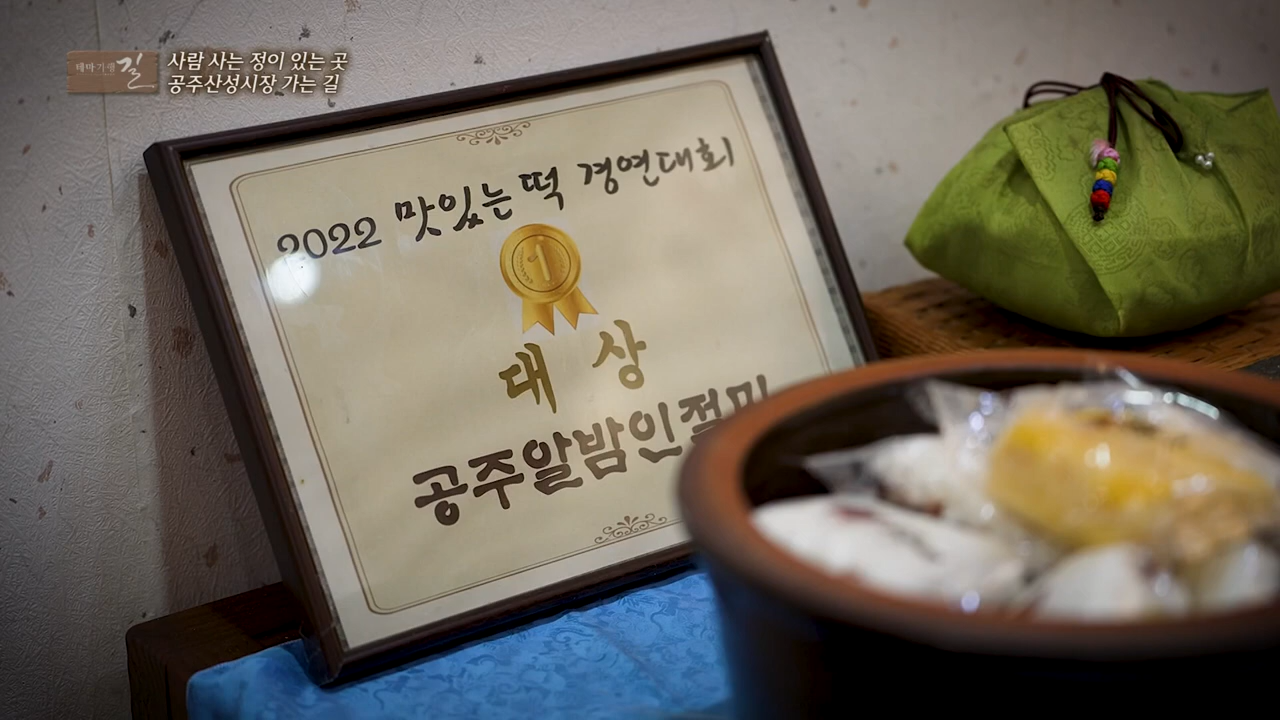 테마기행 길
사람 사는 정이 있는 곳
공주산성시장 가는 길
2022 맛있는 떡 경연대회
1
대상
공주알밤인절미